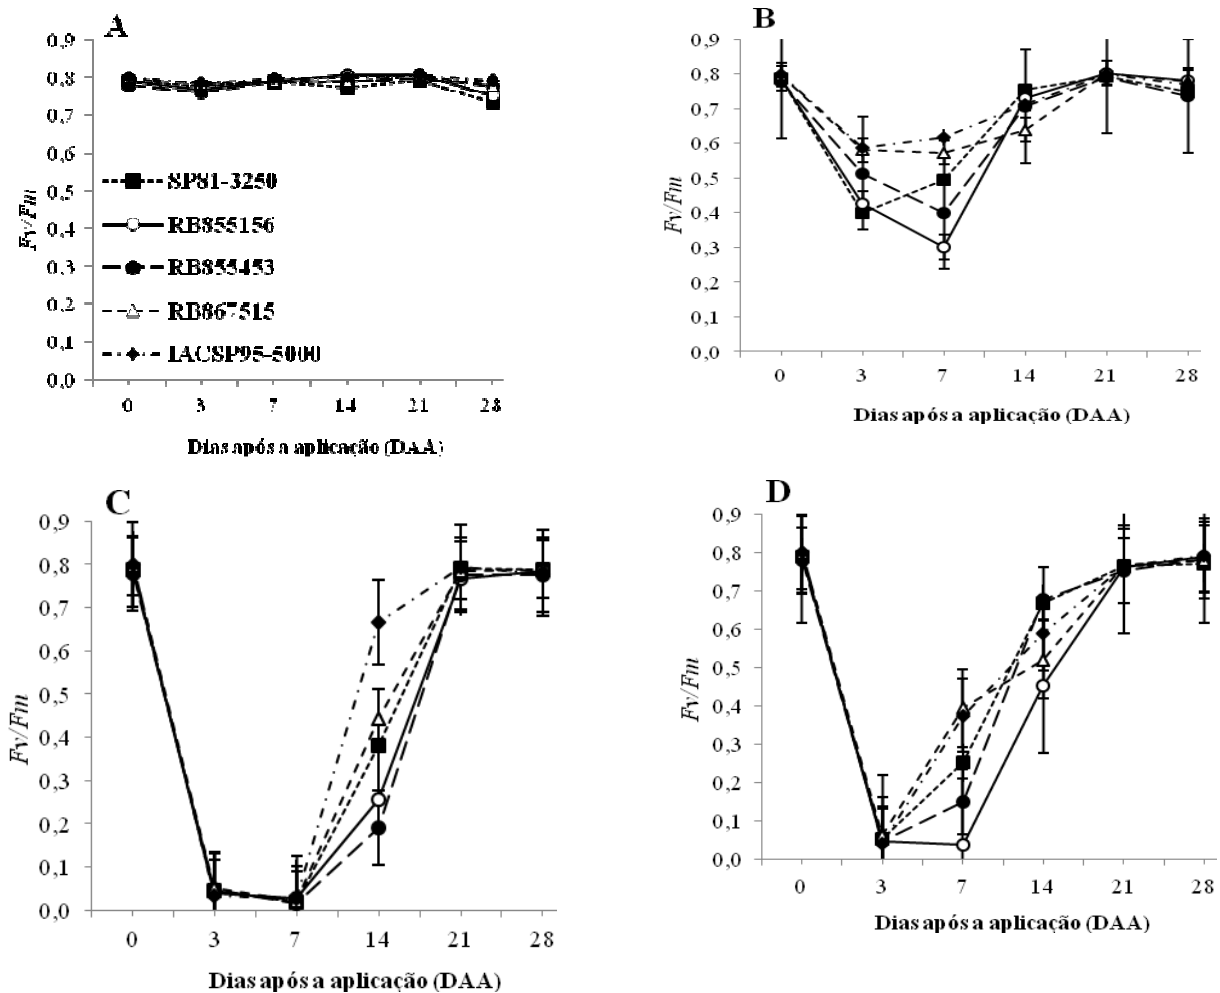 A
0,9
0,8
0,7
0,6
0,5
0,4
0,3
0,2
0,1
0,0
Fv/Fm
SP81-3250
RB855156
RB855453
RB867515
IACSP95-5000
0 3 7 14 21 28
Dias após a aplicação (DAA)
B
0,9
0,8
0,7
0,6
0,5
0,4
0,3
0,2
0,1
0,0
Fv/Fm
0 3 7 14 21 28
Dias após a aplicação (DAA)
C
0,9
0,8
0,7
0,6
0,5
0,4
0,3
0,2
0,1
0,0
Fv/Fm
0 3 7 14 21 28
Dias após a aplicação (DAA)
D
0,9
0,8
0,7
0,6
0,5
0,4
0,3
0,2
0,1
0,0
Fv/Fm
0 3 7 14 21 28
Dias após a aplicação (DAA)